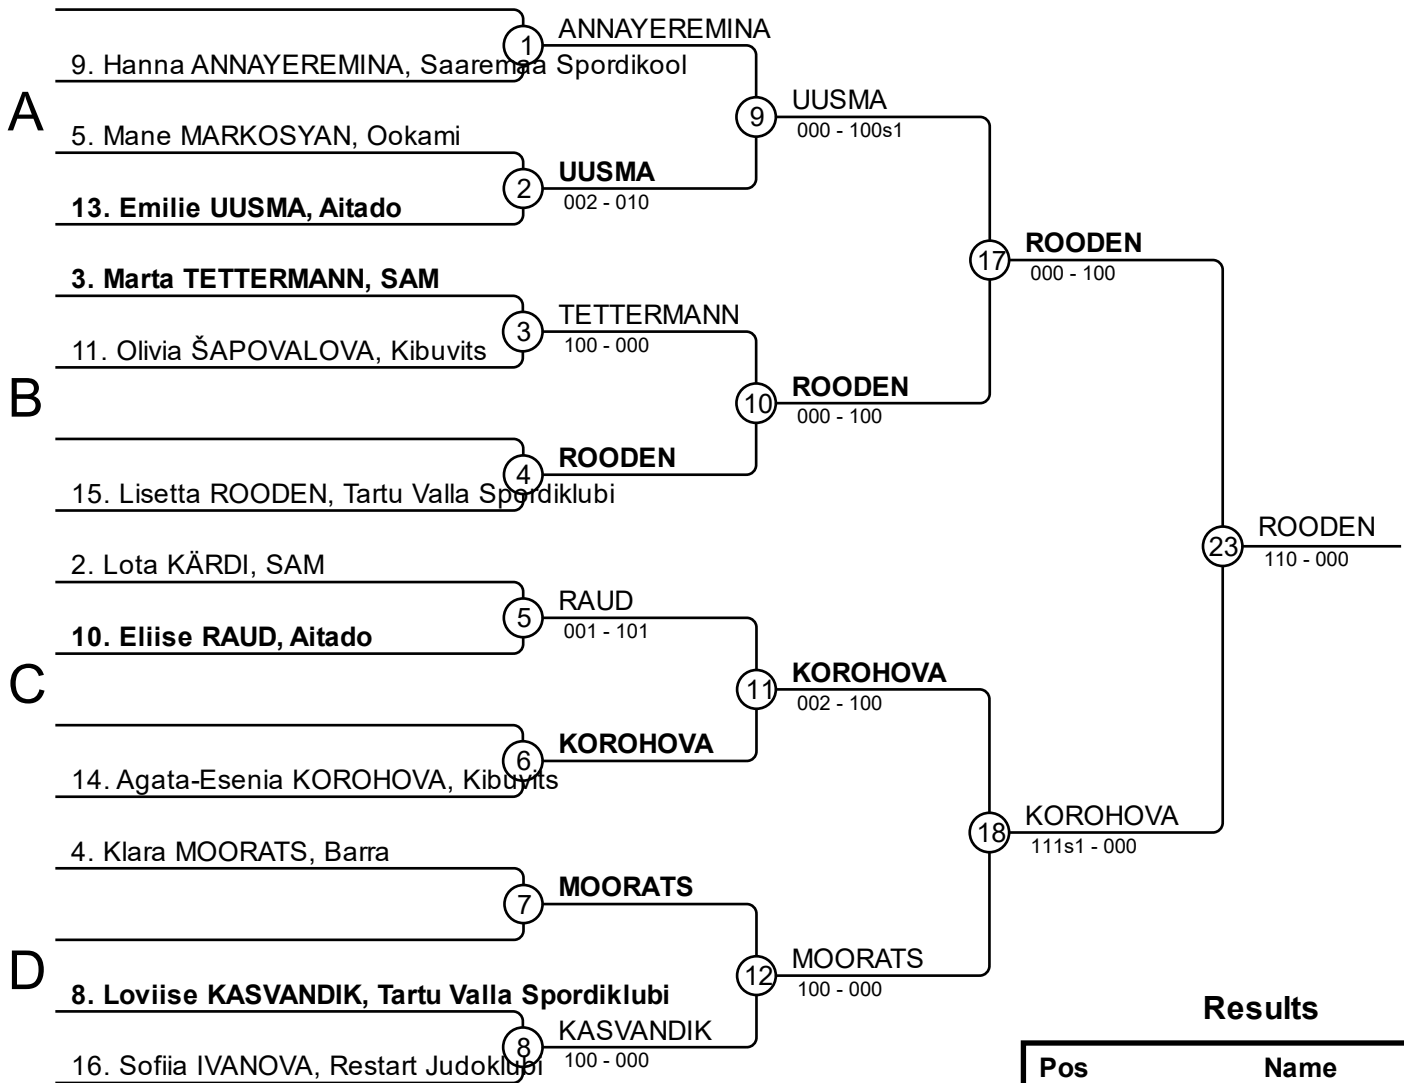 A
9. Hanna ANNAYEREMINA, Saaremaa Spordikool
1
ANNAYEREMINA
5. Mane MARKOSYAN, Ookami
13. Emilie UUSMA, Aitado
2
UUSMA
002 - 010
9
UUSMA
000 - 100s1
B
3. Marta TETTERMANN, SAM
11. Olivia ŠAPOVALOVA, Kibuvits
3
TETTERMANN
100 - 000
15. Lisetta ROODEN, Tartu Valla Spordiklubi
4
ROODEN
10
ROODEN
000 - 100
17
ROODEN
000 - 100
C
2. Lota KÄRDI, SAM
10. Eliise RAUD, Aitado
5
RAUD
001 - 101
14. Agata-Esenia KOROHOVA, Kibuvits
6
KOROHOVA
11
KOROHOVA
002 - 100
D
4. Klara MOORATS, Barra
7
MOORATS
8. Loviise KASVANDIK, Tartu Valla Spordiklubi
16. Sofiia IVANOVA, Restart Judoklubi
8
KASVANDIK
100 - 000
12
MOORATS
100 - 000
18
KOROHOVA
111s1 - 000
23
ROODEN
110 - 000
Results
Pos Name